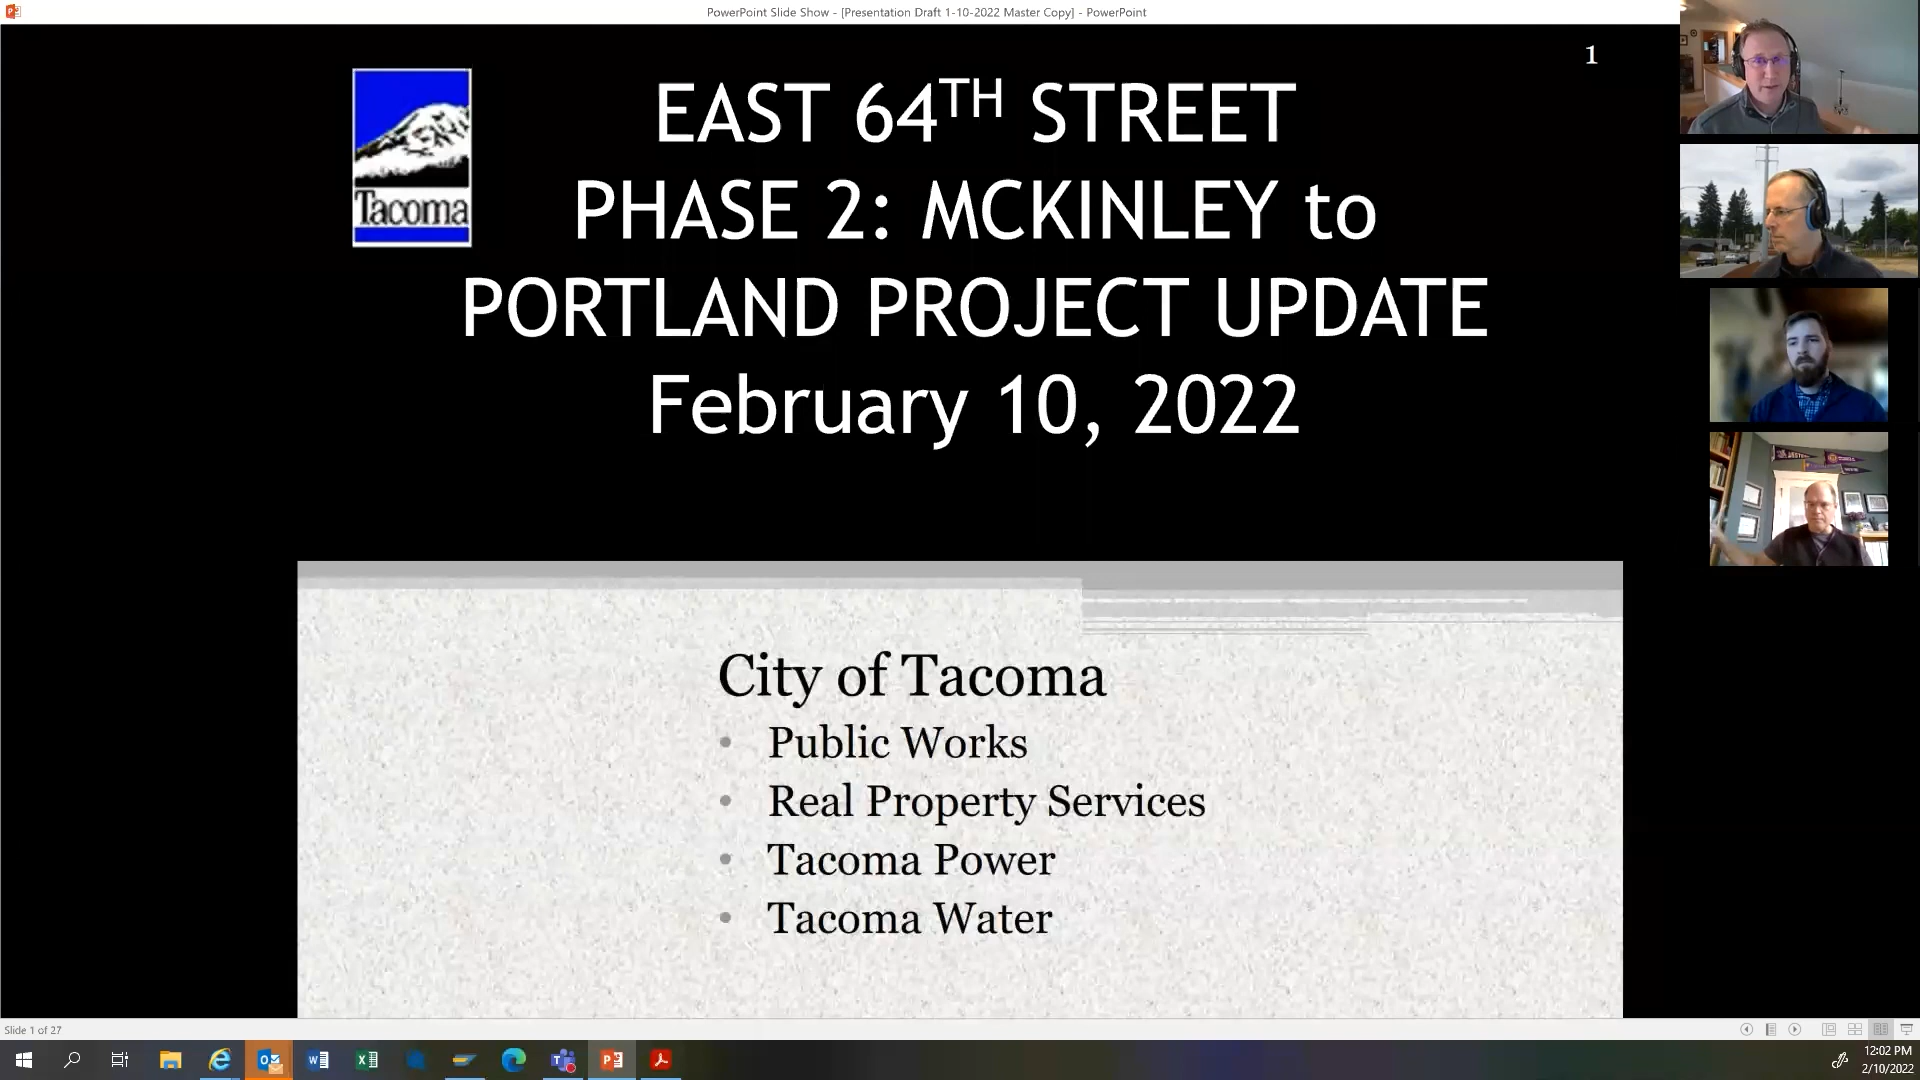 PowerPoint Slide Show - [Presentation Draft 1-10-2022 Master Copy] - PowerPoint
1
Tacoma
EAST 64TH STREET
PHASE 2: MCKINLEY to
PORTLAND PROJECT UPDATE
February 10, 2022
City of Tacoma
• Public Works
• Real Property Services
• Tacoma Power
• Tacoma Water
Slide 1 of 27
12:02 PM
2/10/2022